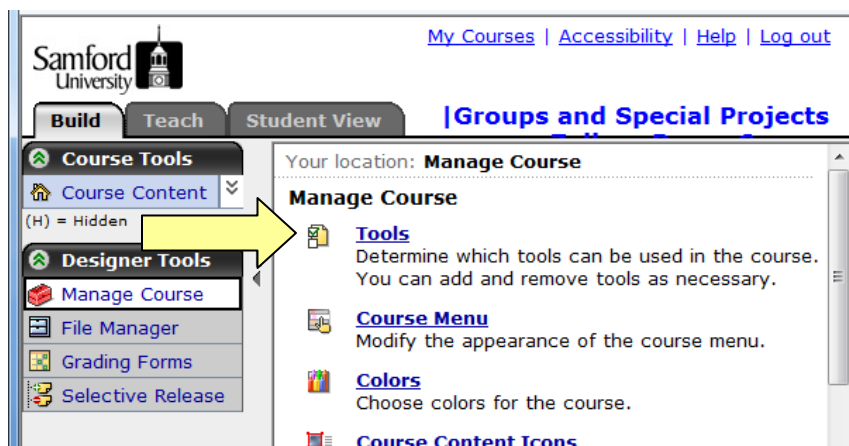 Samford
University
My Courses | Accessibility | Help | Log out
Build Teach Student View
|Groups and Special Projects
Course Tools
Course Content
(H) = Hidden
Designer Tools
Manage Course
File Manager
Grading Forms
Selective Release
Your location: Manage Course
Manage Course
Tools
Determine which tools can be used in the course.
You can add and remove tools as necessary.
Course Menu
Modify the appearance of the course menu.
Colors
Choose colors for the course.
Course Content Icons